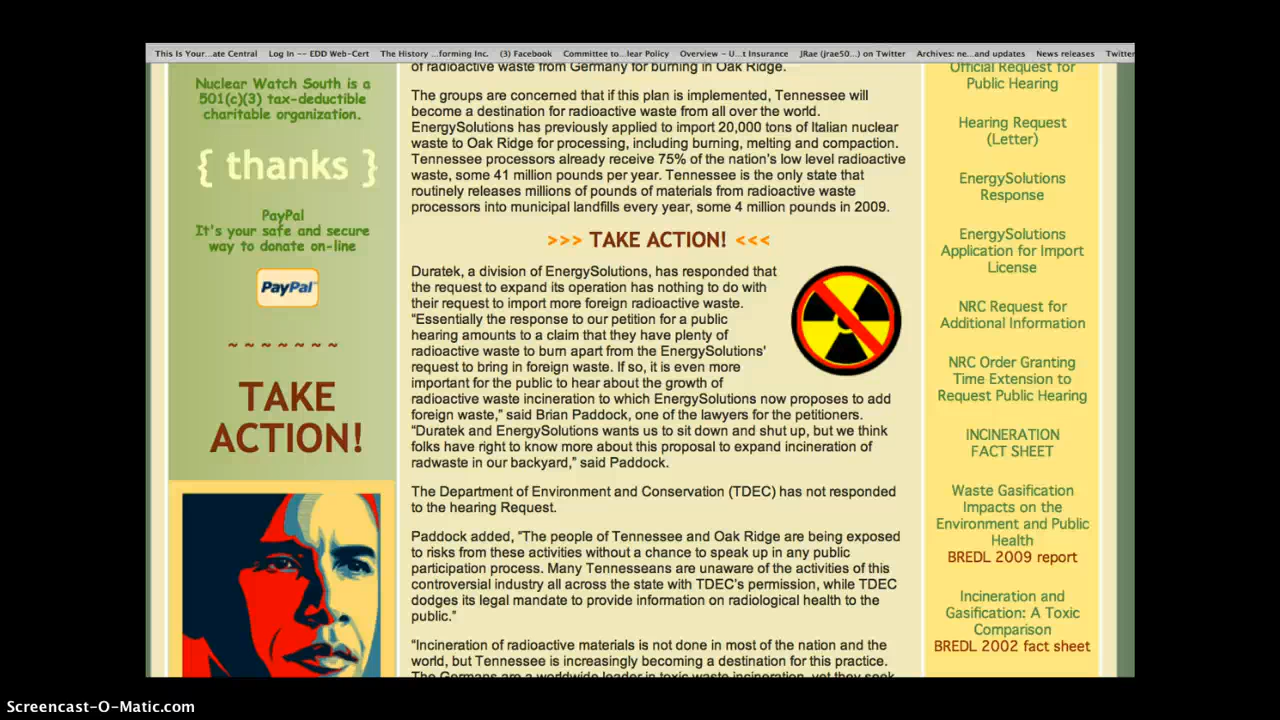 This Is Your...ate Central Log In -- EDD Web-Cert The History ...forming Inc. (3) Facebook Committee to...lear Policy Overview - U...t Insurance JRae (jrae50...) on Twitter Archives: ne...and updates News releases Twitter
Nuclear Watch South is a
501(c)(3) tax-deductible
charitable organization.
{ thanks }
PayPal
It's your safe and secure
way to donate on-line
PayPal
~ ~ ~ ~ ~ ~ ~
TAKE
ACTION!
of radioactive waste from Germany for burning in Oak Ridge.
The groups are concerned that if this plan is implemented, Tennessee will
become a destination for radioactive waste from all over the world.
EnergySolutions has previously applied to import 20,000 tons of Italian nuclear
waste to Oak Ridge for processing, including burning, melting and compaction.
Tennessee processors already receive 75% of the nation's low level radioactive
waste, some 41 million pounds per year. Tennessee is the only state that
routinely releases millions of pounds of materials from radioactive waste
processors into municipal landfills every year, some 4 million pounds in 2009.
>>> TAKE ACTION! <<<
Duratek, a division of EnergySolutions, has responded that
the request to expand its operation has nothing to do with
their request to import more foreign radioactive waste.
“Essentially the response to our petition for a public
hearing amounts to a claim that they have plenty of
radioactive waste to burn apart from the EnergySolutions’
request to bring in foreign waste. If so, it is even more
important for the public to hear about the growth of
radioactive waste incineration to which EnergySolutions now proposes to add
foreign waste,” said Brian Paddock, one of the lawyers for the petitioners.
“Duratek and EnergySolutions wants us to sit down and shut up, but we think
folks have right to know more about this proposal to expand incineration of
radwaste in our backyard,” said Paddock.
The Department of Environment and Conservation (TDEC) has not responded
to the hearing Request.
Paddock added, “The people of Tennessee and Oak Ridge are being exposed
to risks from these activities without a chance to speak up in any public
participation process. Many Tennesseans are unaware of the activities of this
controversial industry all across the state with TDEC’s permission, while TDEC
dodges its legal mandate to provide information on radiological health to the
public.”
“Incineration of radioactive materials is not done in most of the nation and the
world, but Tennessee is increasingly becoming a destination for this practice.
The Germans are a worldwide leader in toxic waste incineration, yet they seek
Official Request for
Public Hearing
Hearing Request
(Letter)
EnergySolutions
Response
EnergySolutions
Application for Import
License
NRC Request for
Additional Information
NRC Order Granting
Time Extension to
Request Public Hearing
INCINERATION
FACT SHEET
Waste Gasification
Impacts on the
Environment and Public
Health
BREDL 2009 report
Incineration and
Gasification: A Toxic
Comparison
BREDL 2002 fact sheet
Screencast-O-Matic.com